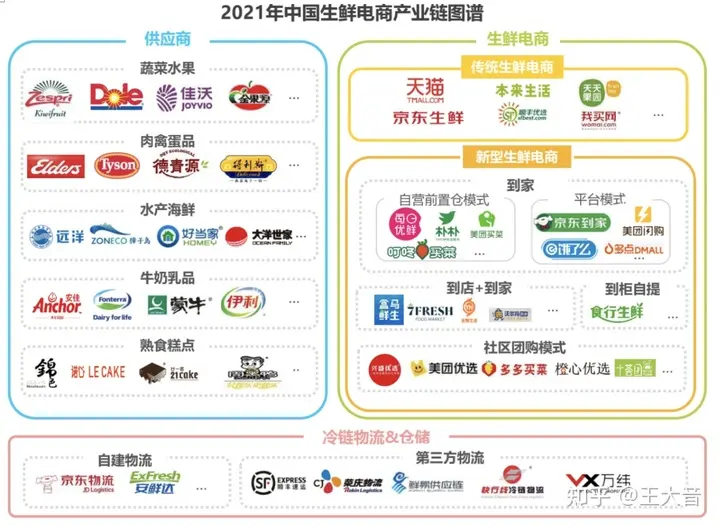 2021年中国生鲜电商产业链图谱
供应商
蔬菜水果
Zespri
Kiwifruit
Dole
佳沃
JOYVIO
金果源
...
肉禽蛋品
Elders
Tyson
德青源
得利斯
...
水产海鲜
远洋
ZONECO 獐子岛
好当家
HOMEY
大洋世家
OCEAN FAMILY
...
牛奶乳品
安佳
Anchor
Fonterra
Dairy for life
蒙牛
伊利
...
熟食糕点
錦色
LE CAKE
廿一客
21cake
...
生鲜电商
传统生鲜电商
天猫
TMALL.COM
本来生活
天天果园
京东生鲜
顺丰优选
sfbest.com
我买网
womai.com
...
新型生鲜电商
到家
自营前置仓模式
每日优鲜
朴朴
美团买菜
叮咚买菜
...
平台模式
京东到家
美团闪购
饿了么
多点DMALL
...
到店+到家
盒马鲜生
7FRESH
FOOD MARKET
...
到柜自提
食行生鲜
...
社区团购模式
兴盛优选
美团优选
多多买菜
橙心优选
十荟团
...
冷链物流&仓储
自建物流
京东物流
JD Logistics
ExFresh
安鲜达
...
第三方物流
SF EXPRESS
顺丰速运
CJ 荣庆物流
Rokin Logistics
鲜易供应链
快行线冷链物流
VX万纬
知乎 @王大昔